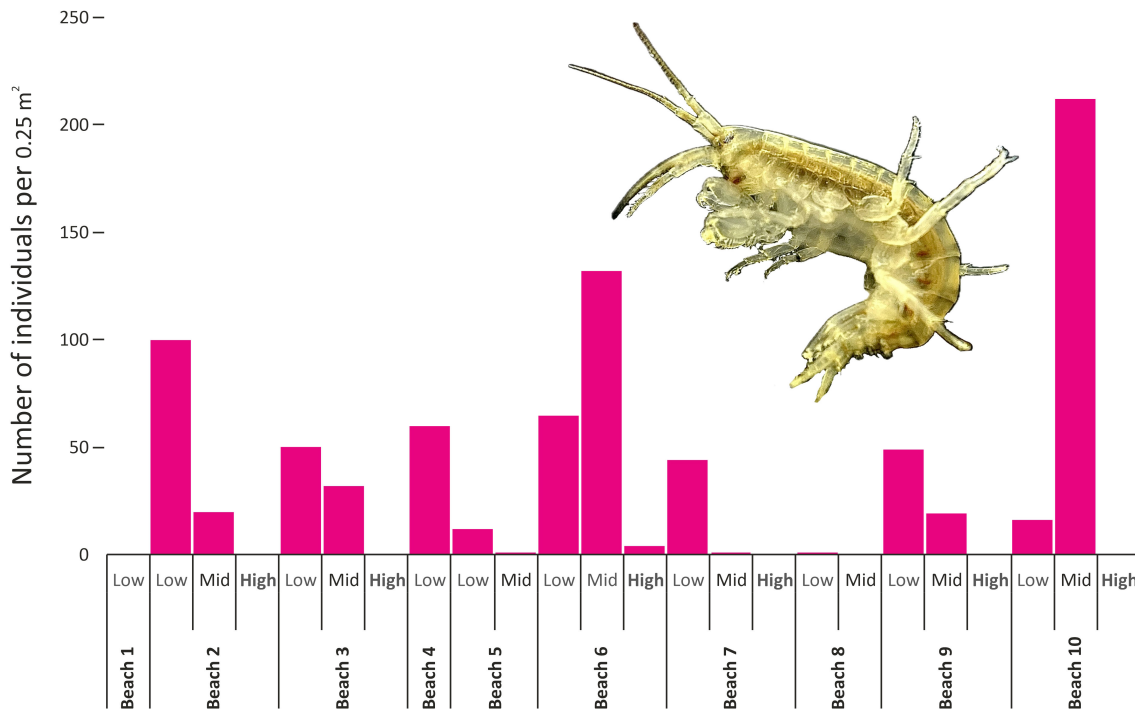 Number of individuals per 0.25 m²
250
200
150
100
50
0
Low Low Mid High Low Mid High Low Low Mid Low Mid High Low Mid High Low Mid Low Mid High Low Mid High
Beach 1 Beach 2 Beach 3 Beach 4 Beach 5 Beach 6 Beach 7 Beach 8 Beach 9 Beach 10